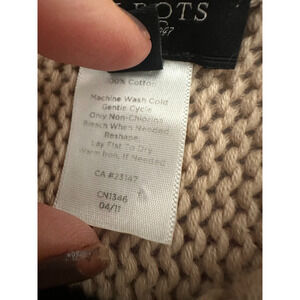 BOTS
100% Cotton
Machine Wash Cold
Gentle Cycle
Only Non-Chlorine
Bleach When Needed
Reshape,
Lay Flat To Dry
Warm Iron, If Needed
CA #23147
CN1346
04/11